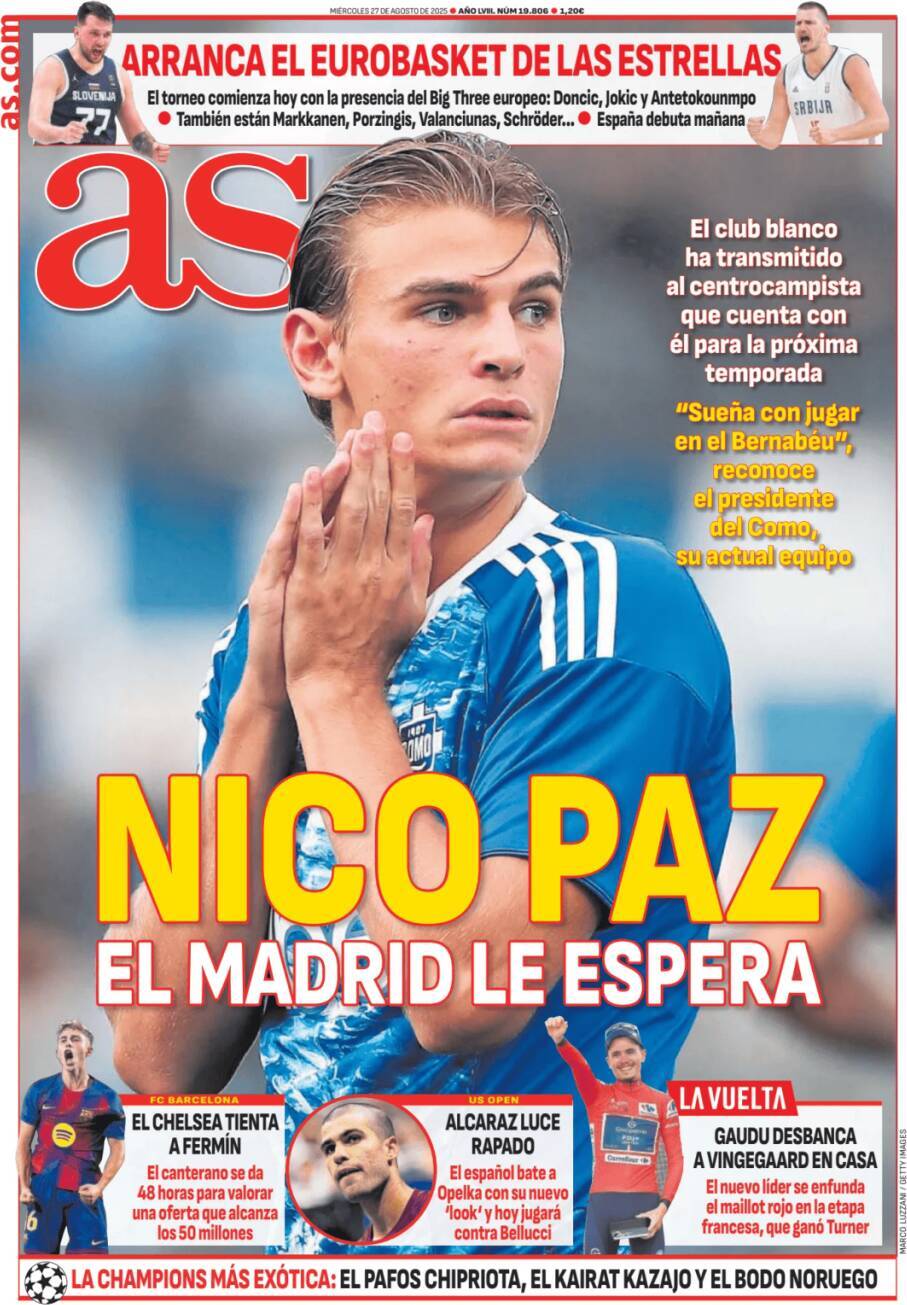 MIÉRCOLES 27 DE AGOSTO DE 2025 ● AÑO LVIII. NÚM 19.806 ● 1,20€
as.com
ARRANCA EL EUROBASKET DE LAS ESTRELLAS
El torneo comienza hoy con la presencia del Big Three europeo: Doncic, Jokic y Antetokounmpo
● También están Markkanen, Porzingis, Valanciunas, Schröder... ● España debuta mañana
SLOVENIJA
77
SRBIJA
as
El club blanco
ha transmitido
al centrocampista
que cuenta con
él para la próxima
temporada
“Sueña con jugar
en el Bernabéu”,
reconoce
el presidente
del Como,
su actual equipo
1907
COMO
NICO PAZ
EL MADRID LE ESPERA
FC BARCELONA
EL CHELSEA TIENTA
A FERMÍN
El canterano se da
48 horas para valorar
una oferta que alcanza
los 50 millones
US OPEN
ALCARAZ LUCE
RAPADO
El español bate a
Opelka con su nuevo
‘look’ y hoy jugará
contra Bellucci
LA VUELTA
GAUDU DESBANCA
A VINGEGAARD EN CASA
El nuevo líder se enfunda
el maillot rojo en la etapa
francesa, que ganó Turner
Groupama
FDJ
Carrefour
MARCO LUZZANI / GETTY IMAGES
LA CHAMPIONS MÁS EXÓTICA: EL PAFOS CHIPRIOTA, EL KAIRAT KAZAJO Y EL BODO NORUEGO